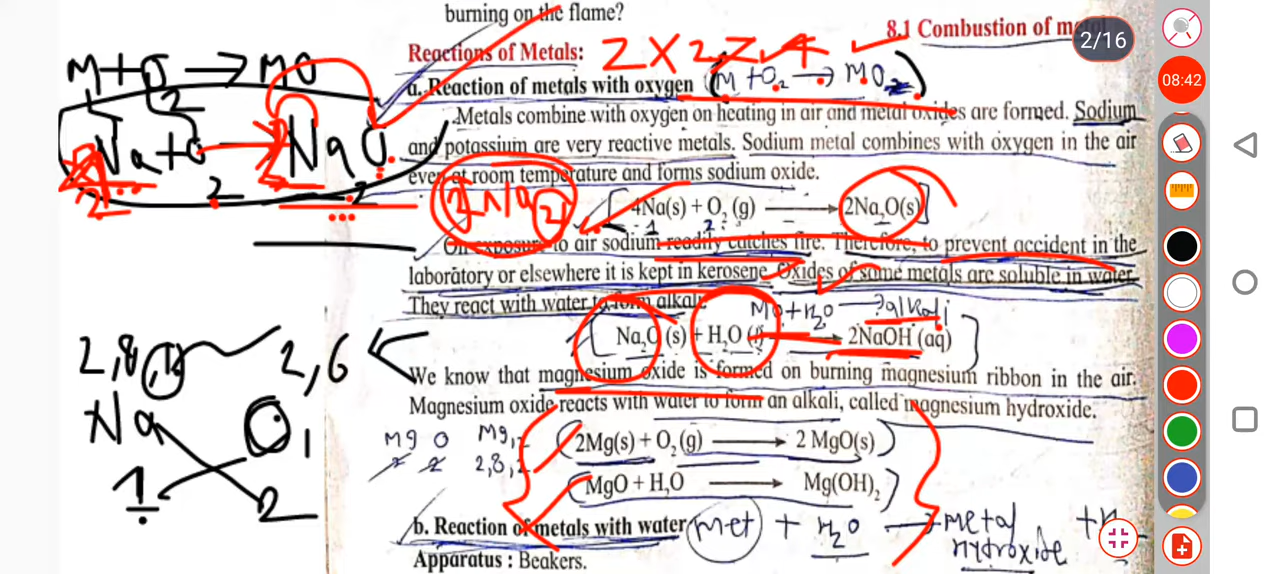 burning on the flame?
8.1 Combustion of
2/16
08:42
Reactions of Metals:
2 X 2, 2 4
M+O2 → MO
a. Reaction of metals with oxygen (M+O2 → MO2)
Metals combine with oxygen on heating in air and metal oxides are formed. Sodium
and potassium are very reactive metals. Sodium metal combines with oxygen in the air
even at room temperature and forms sodium oxide.
Na+O2 → 2Na2O
4Na(s) + O2 (g) → 2Na2O(s)
On exposure to air sodium readily catches fire. Therefore, to prevent accident in the
laboratory or elsewhere it is kept in kerosene. Oxides of some metals are soluble in water.
They react with water to form alkali.
MO+H2O → alkali
Na2O (s) + H2O (l) → 2NaOH (aq)
We know that magnesium oxide is formed on burning magnesium ribbon in the air.
Magnesium oxide reacts with water to form an alkali, called magnesium hydroxide.
2,8,1 2,6
Na O
1 2
Mg O
2 2
2Mg(s) + O2 (g) → 2 MgO(s)
MgO + H2O → Mg(OH)2
b. Reaction of metals with water
met + H2O → metal hydroxide +
Apparatus : Beakers.